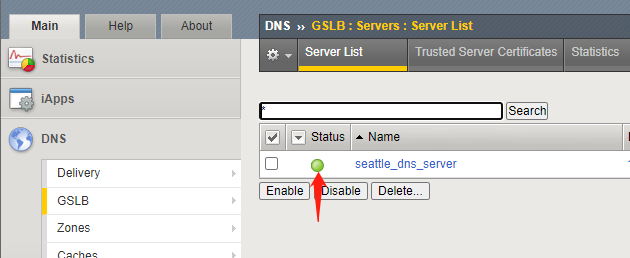 Main Help About
DNS ›› GSLB : Servers : Server List
Server List Trusted Server Certificates Statistics
Statistics
iApps
DNS
Delivery
GSLB
Zones
Caches
* Search
Status Name
seattle_dns_server
Enable Disable Delete...